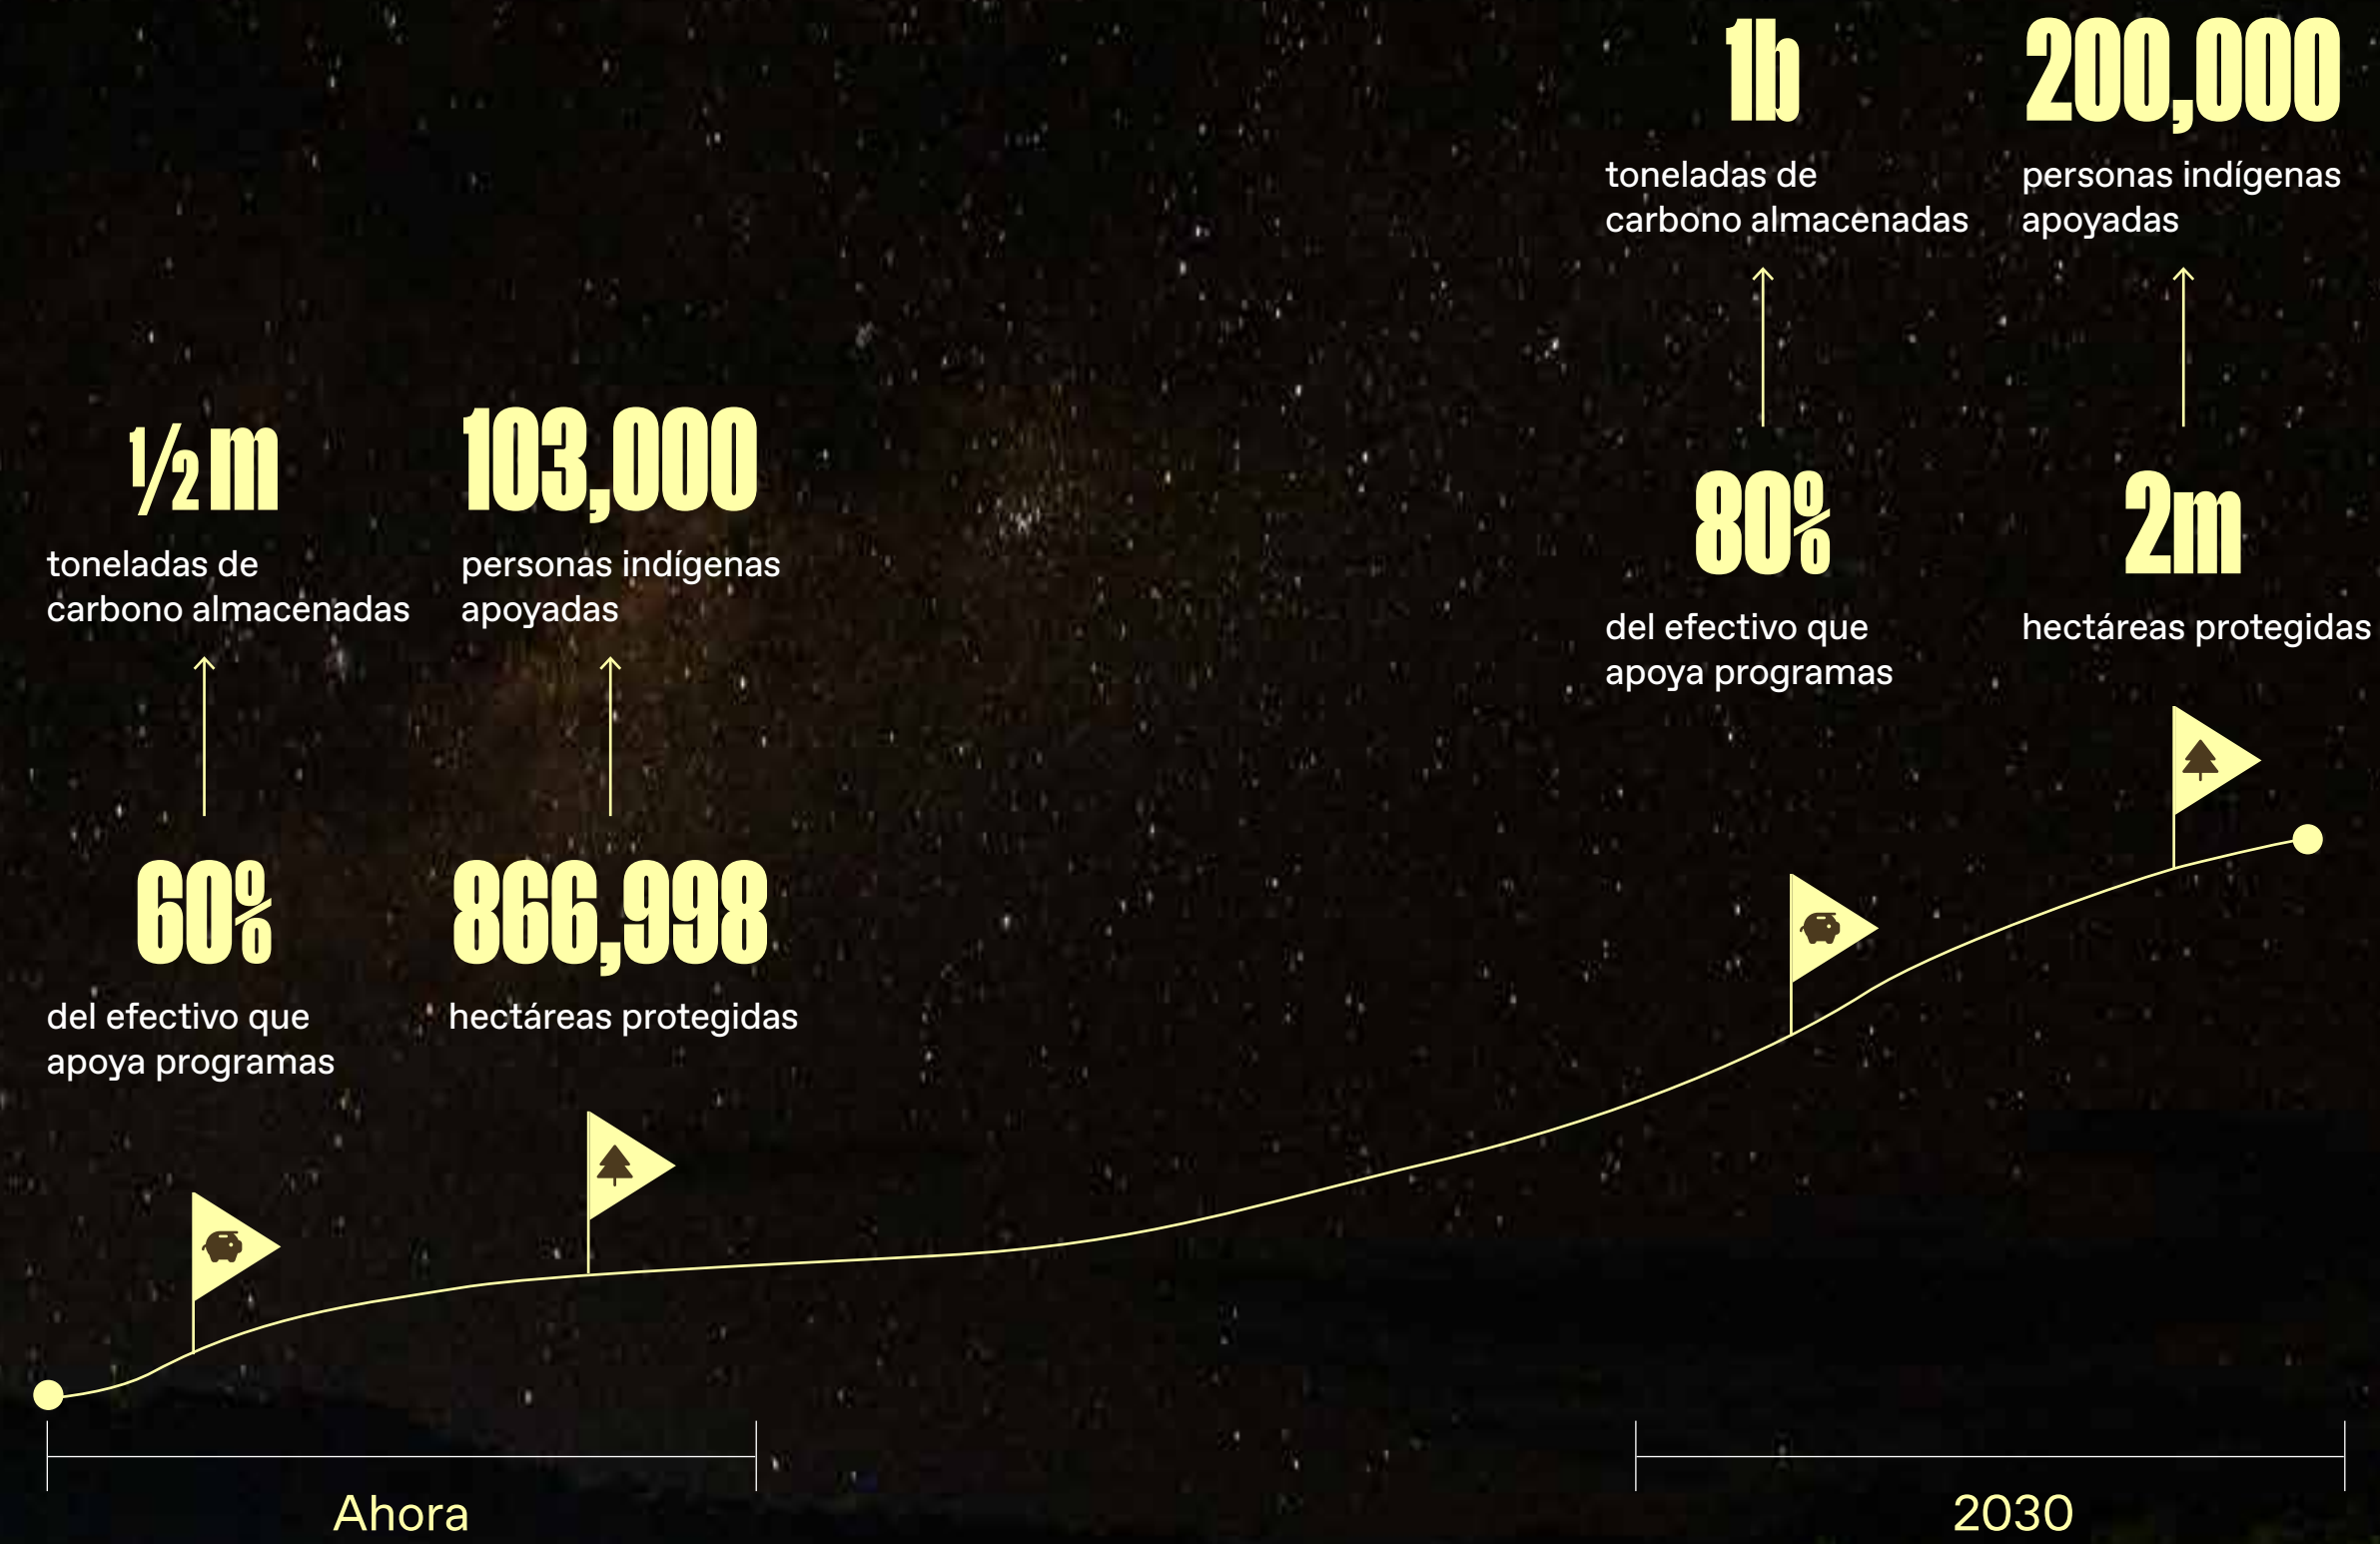 ½ m
toneladas de
carbono almacenadas
103,000
personas indígenas
apoyadas
60%
del efectivo que
apoya programas
866,998
hectáreas protegidas
Ahora
1b
toneladas de
carbono almacenadas
200,000
personas indígenas
apoyadas
80%
del efectivo que
apoya programas
2m
hectáreas protegidas
2030